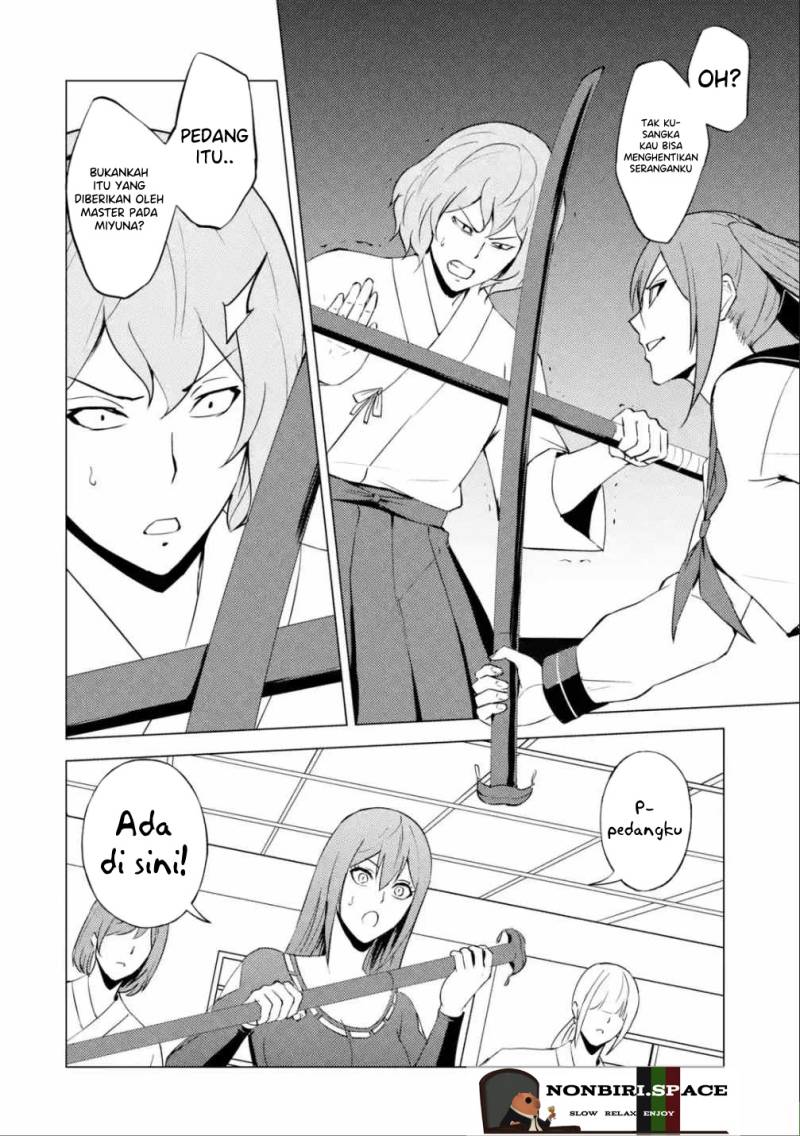 OH?
TAK KU-
SANGKA
KAU BISA
MENGHENTIKAN
SERANGANKU
PEDANG
ITU..
BUKANKAH
ITU YANG
DIBERIKAN OLEH
MASTER PADA
MIYUNA?
P-
pedangku
Ada
di sini!
NONBIRI.SPACE
SLOW RELAX ENJOY